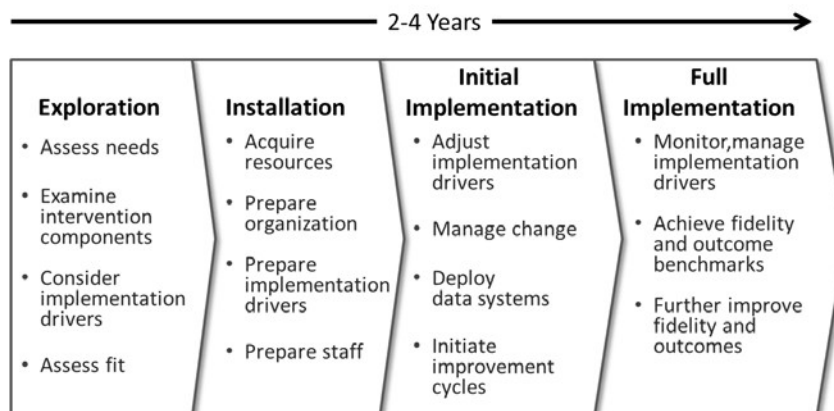 2-4 Years
Exploration
• Assess needs
• Examine
intervention
components
• Consider
implementation
drivers
• Assess fit
Installation
• Acquire
resources
• Prepare
organization
• Prepare
implementation
drivers
• Prepare staff
Initial
Implementation
• Adjust
implementation
drivers
• Manage change
• Deploy
data systems
• Initiate
improvement
cycles
Full
Implementation
• Monitor,manage
implementation
drivers
• Achieve fidelity
and outcome
benchmarks
• Further improve
fidelity and
outcomes